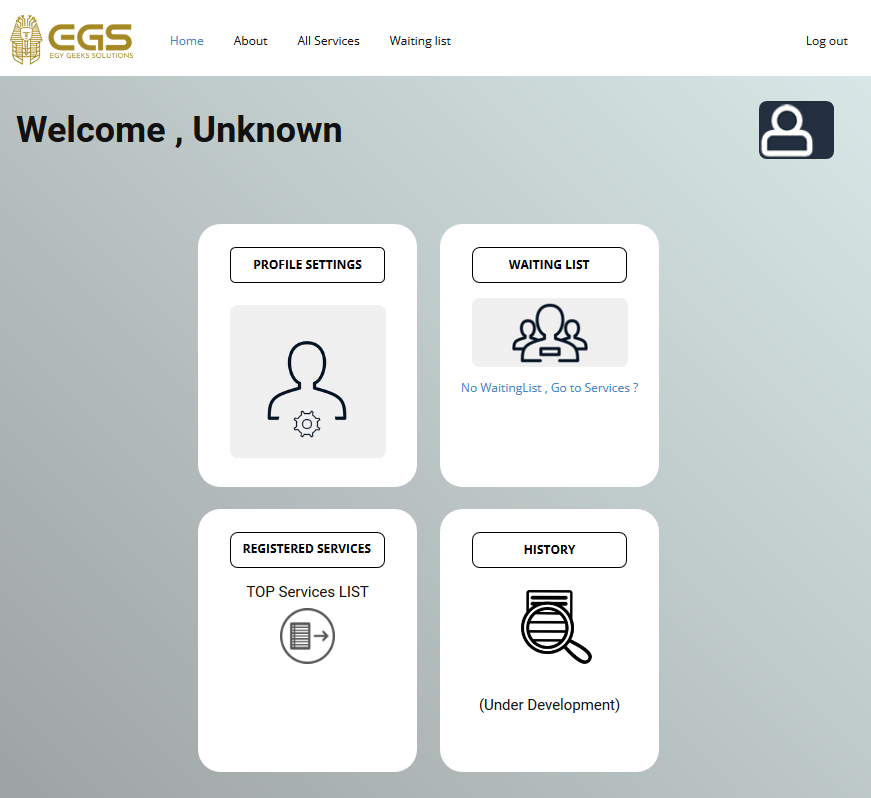 EGS
EGY GEEKS SOLUTIONS
Home
About
All Services
Waiting list
Log out
Welcome , Unknown
PROFILE SETTINGS
WAITING LIST
No WaitingList , Go to Services ?
REGISTERED SERVICES
TOP Services LIST
HISTORY
(Under Development)